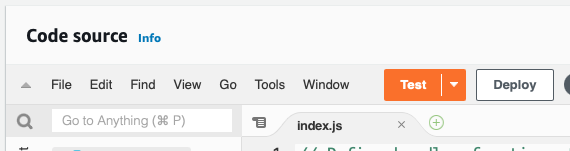 Code source Info
File Edit Find View Go Tools Window Test Deploy
Go to Anything (⌘ P) index.js
1